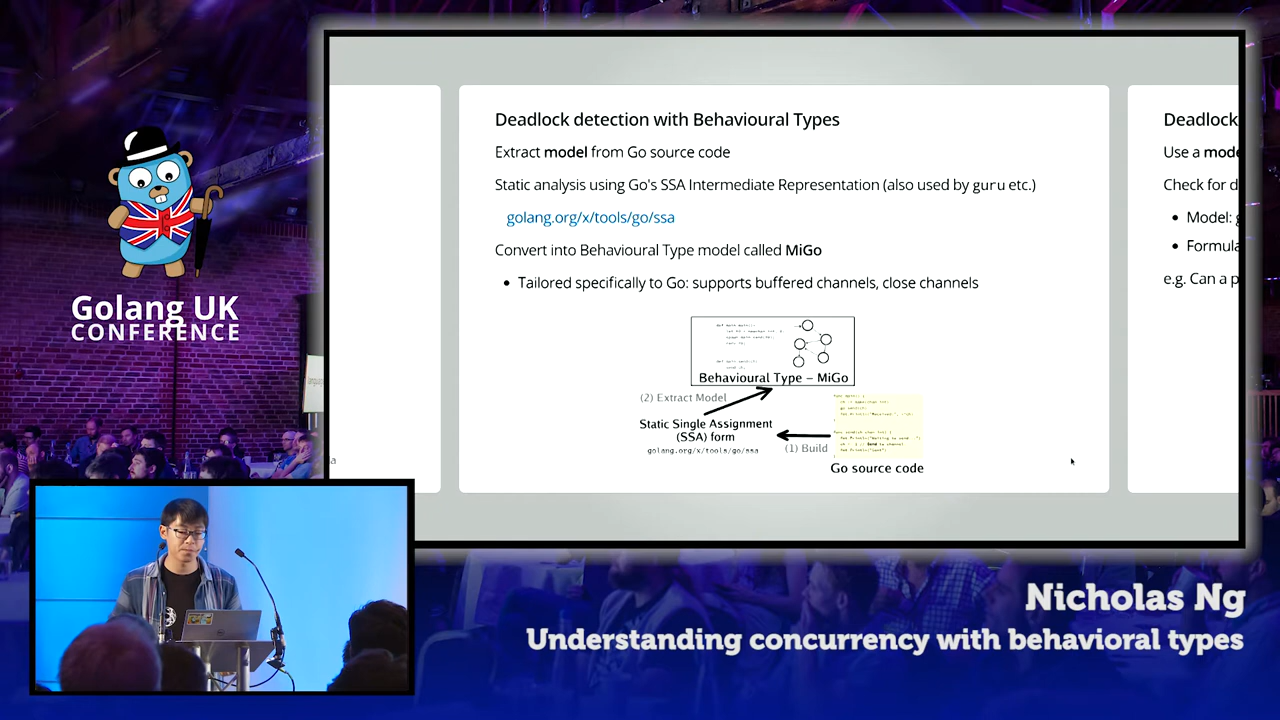 Golang UK
CONFERENCE
Deadlock detection with Behavioural Types
Extract model from Go source code
Static analysis using Go's SSA Intermediate Representation (also used by guru etc.)
golang.org/x/tools/go/ssa
Convert into Behavioural Type model called MiGo
• Tailored specifically to Go: supports buffered channels, close channels
Behavioural Type – MiGo
(2) Extract Model
Static Single Assignment
(SSA) form
golang.org/x/tools/go/ssa
(1) Build
Go source code
Deadlock
Use a mode
Check for d
• Model: g
• Formula
e.g. Can a p
Nicholas Ng
Understanding concurrency with behavioral types